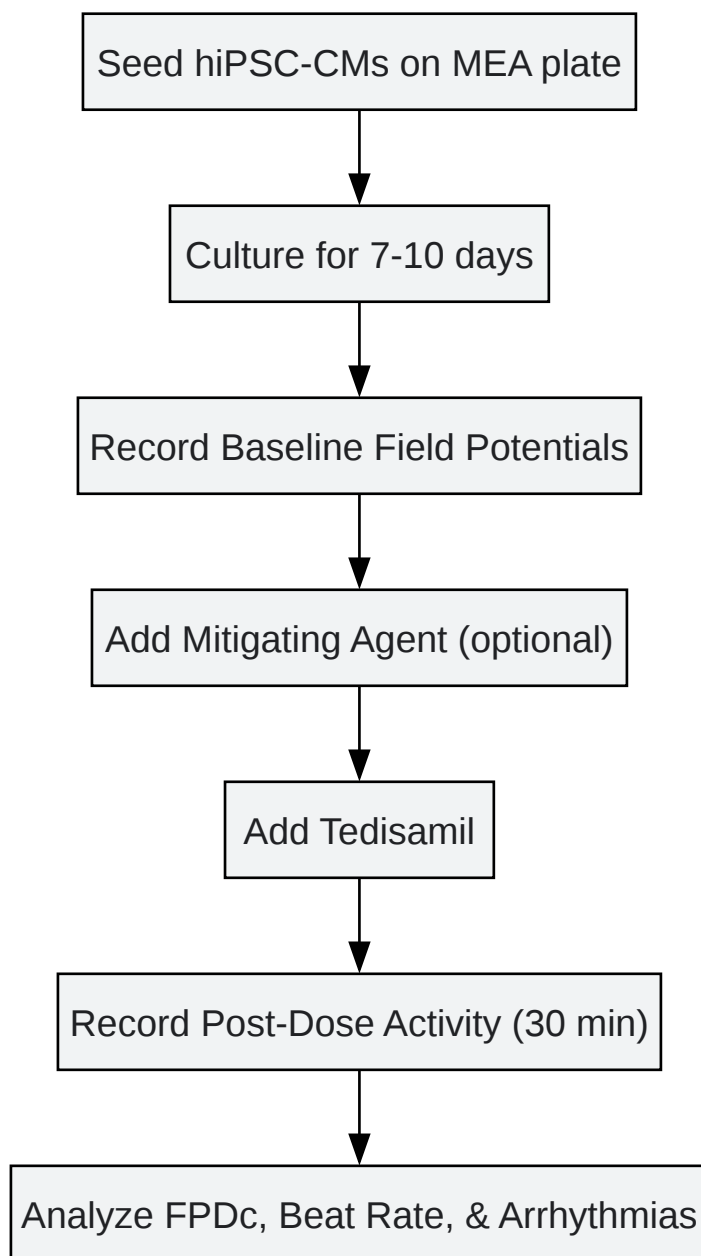 Seed hiPSC-CMs on MEA plate
Culture for 7-10 days
Record Baseline Field Potentials
Add Mitigating Agent (optional)
Add Tedisamil
Record Post-Dose Activity (30 min)
Analyze FPDc, Beat Rate, & Arrhythmias